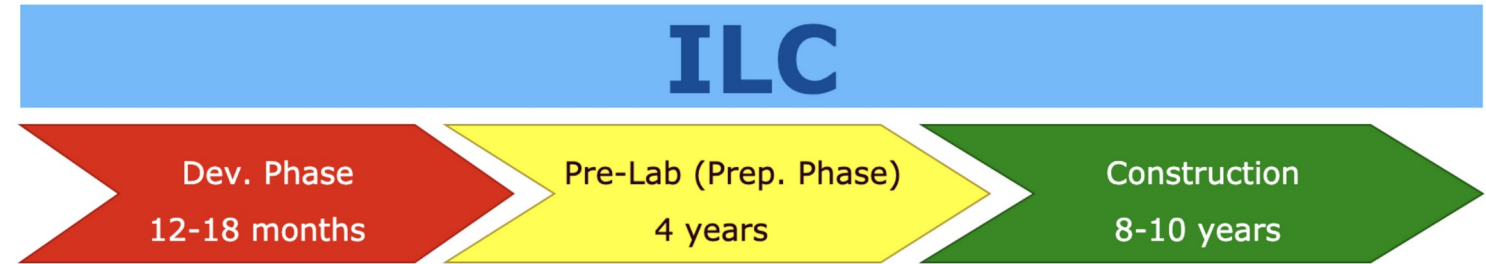 ILC
Dev. Phase
12-18 months
Pre-Lab (Prep. Phase)
4 years
Construction
8-10 years